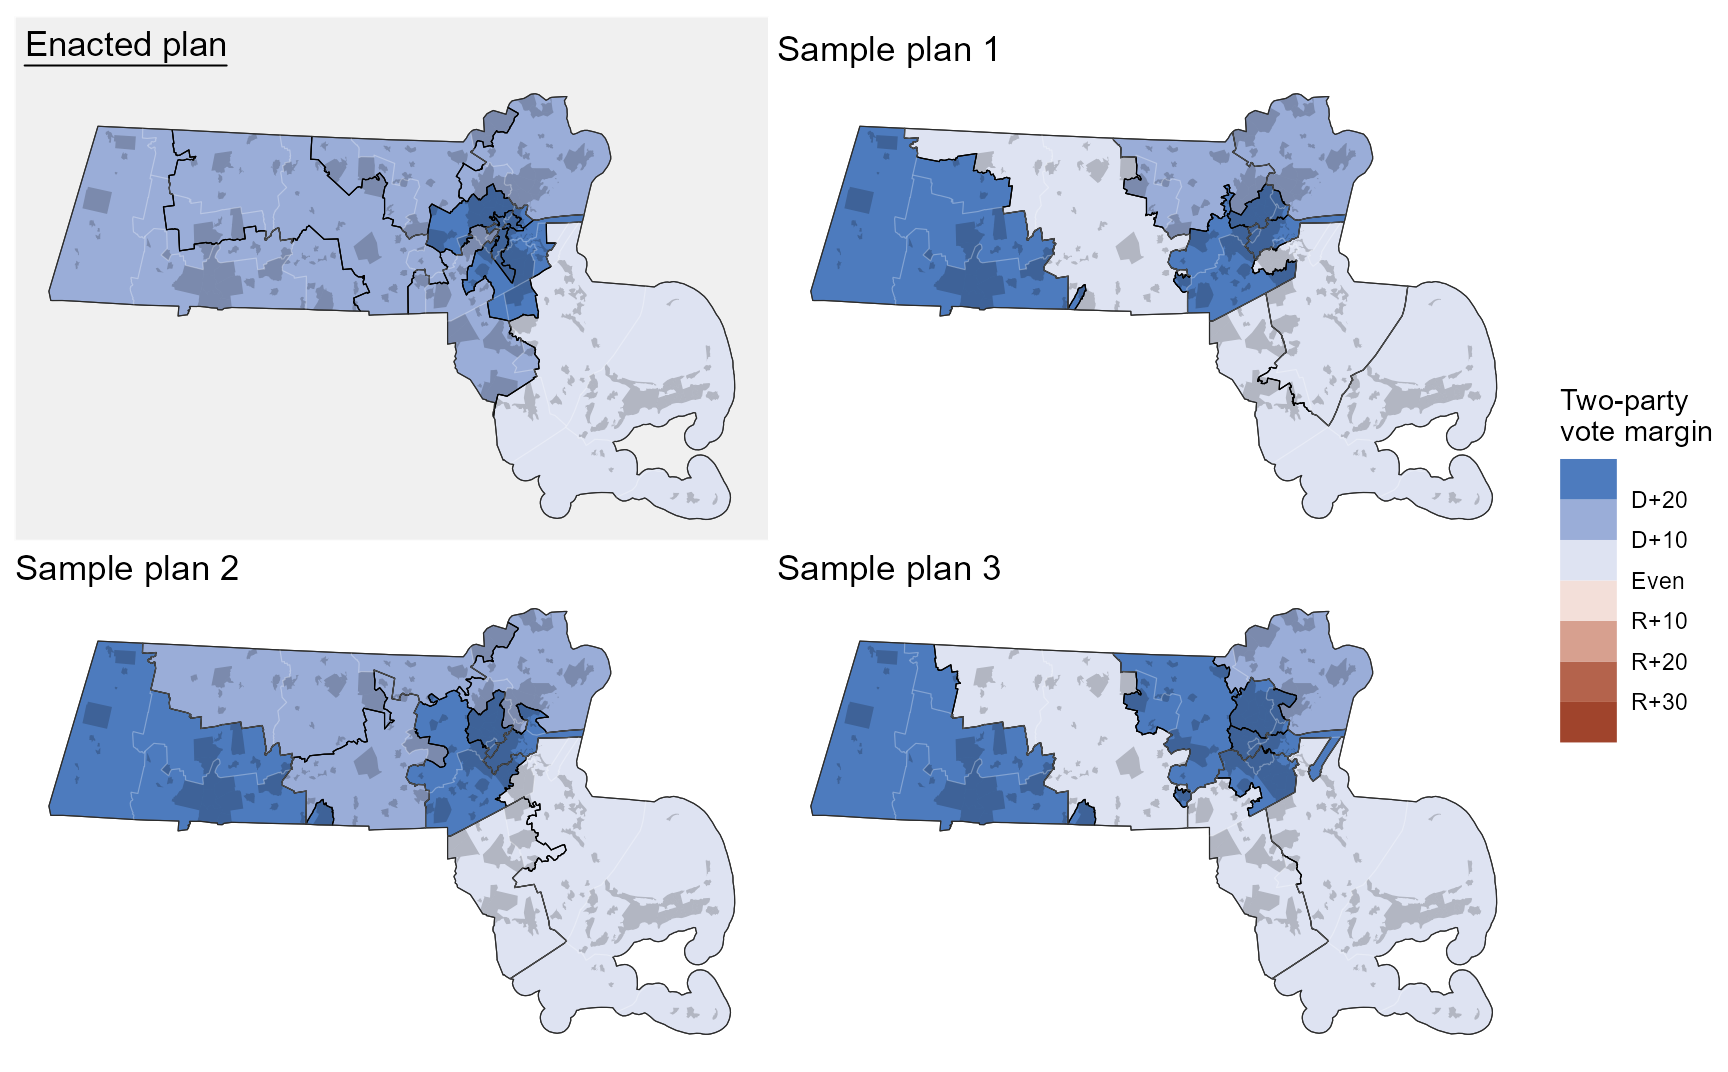 Enacted plan
Sample plan 1
Sample plan 2
Sample plan 3
Two-party
vote margin
D+20
D+10
Even
R+10
R+20
R+30